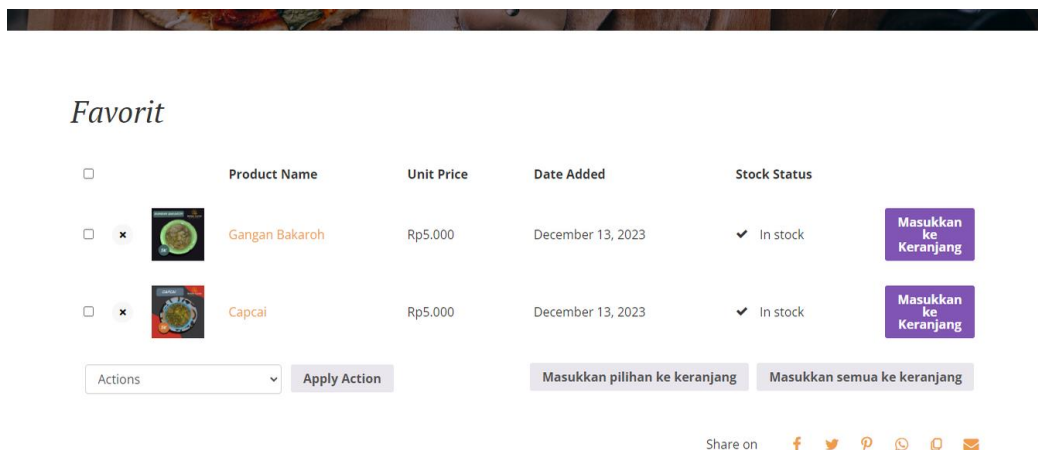 Favorit
Product Name Unit Price Date Added Stock Status
Gangan Bakaroh Rp5.000 December 13, 2023 In stock Masukkan ke Keranjang
Capcai Rp5.000 December 13, 2023 In stock Masukkan ke Keranjang
Actions Apply Action Masukkan pilihan ke keranjang Masukkan semua ke keranjang
Share on